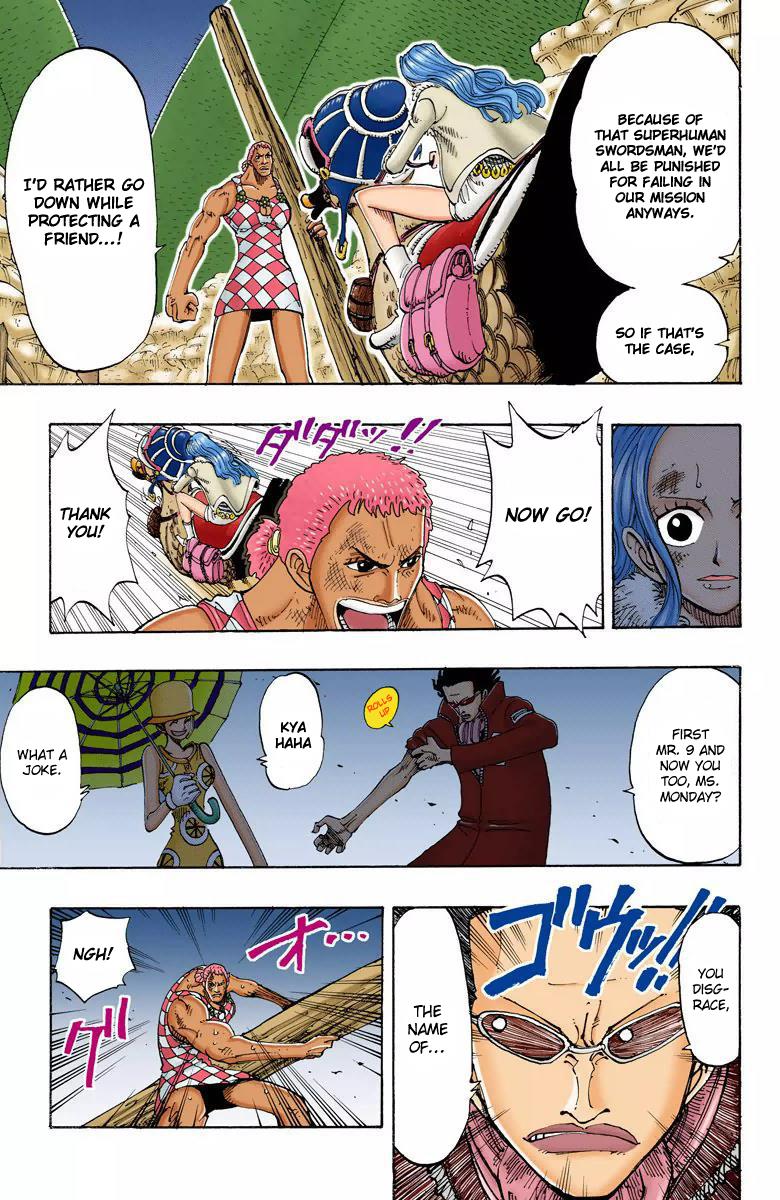 BECAUSE OF
THAT SUPERHUMAN
SWORDSMAN, WE'D
ALL BE PUNISHED
FOR FAILING IN
OUR MISSION
ANYWAYS.
SO IF THAT'S
THE CASE,
I'D RATHER GO
DOWN WHILE
PROTECTING A
FRIEND...!
NOW GO!
ダダダッ!!
THANK
YOU!
FIRST
MR. 9 AND
NOW YOU
TOO, MS.
MONDAY?
ROLLS
UP
KYA
HAHA
WHAT A
JOKE.
ゴウッ!!
YOU
DISG-
RACE,
THE
NAME
OF...
オ...
NGH!
グ